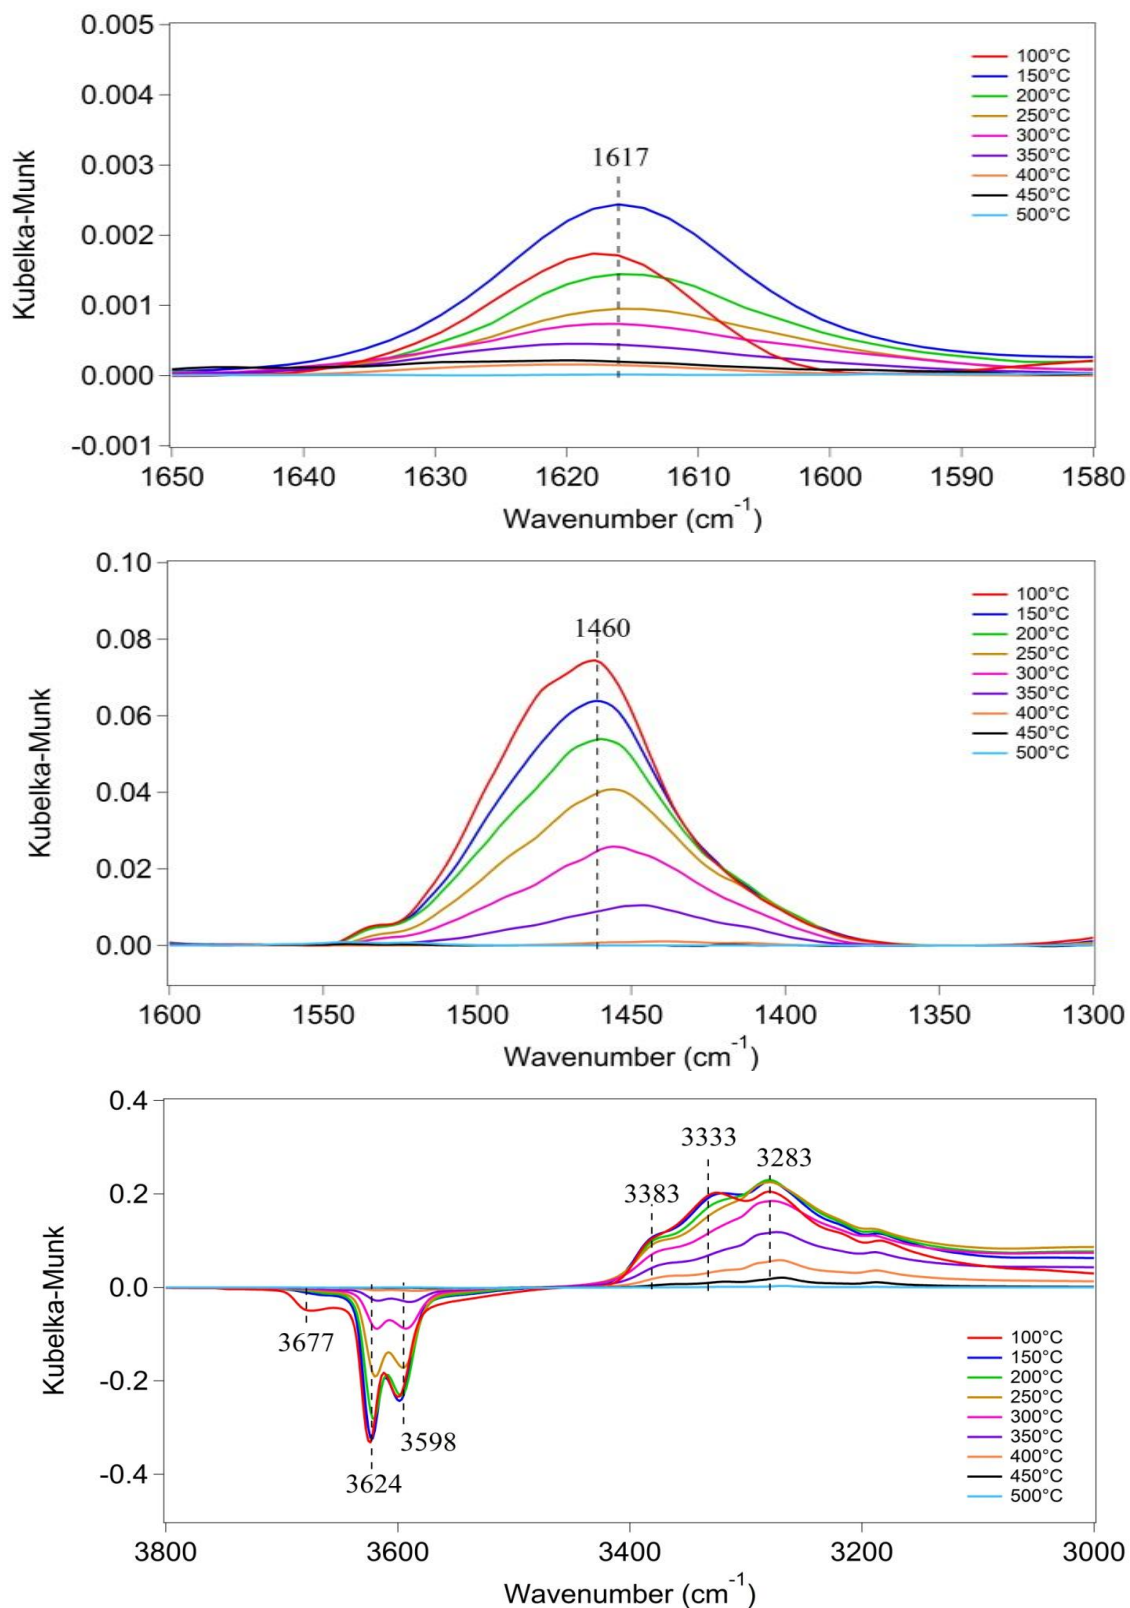 0.005
0.004
0.003
0.002
0.001
0.000
-0.001
Kubelka-Munk
1617
100°C
150°C
200°C
250°C
300°C
350°C
400°C
450°C
500°C
1650 1640 1630 1620 1610 1600 1590 1580
Wavenumber (cm⁻¹)
0.10
0.08
0.06
0.04
0.02
0.00
Kubelka-Munk
1460
100°C
150°C
200°C
250°C
300°C
350°C
400°C
450°C
500°C
1600 1550 1500 1450 1400 1350 1300
Wavenumber (cm⁻¹)
0.4
0.2
0.0
-0.2
-0.4
Kubelka-Munk
3333
3383
3283
3677
3598
3624
100°C
150°C
200°C
250°C
300°C
350°C
400°C
450°C
500°C
3800 3600 3400 3200 3000
Wavenumber (cm⁻¹)